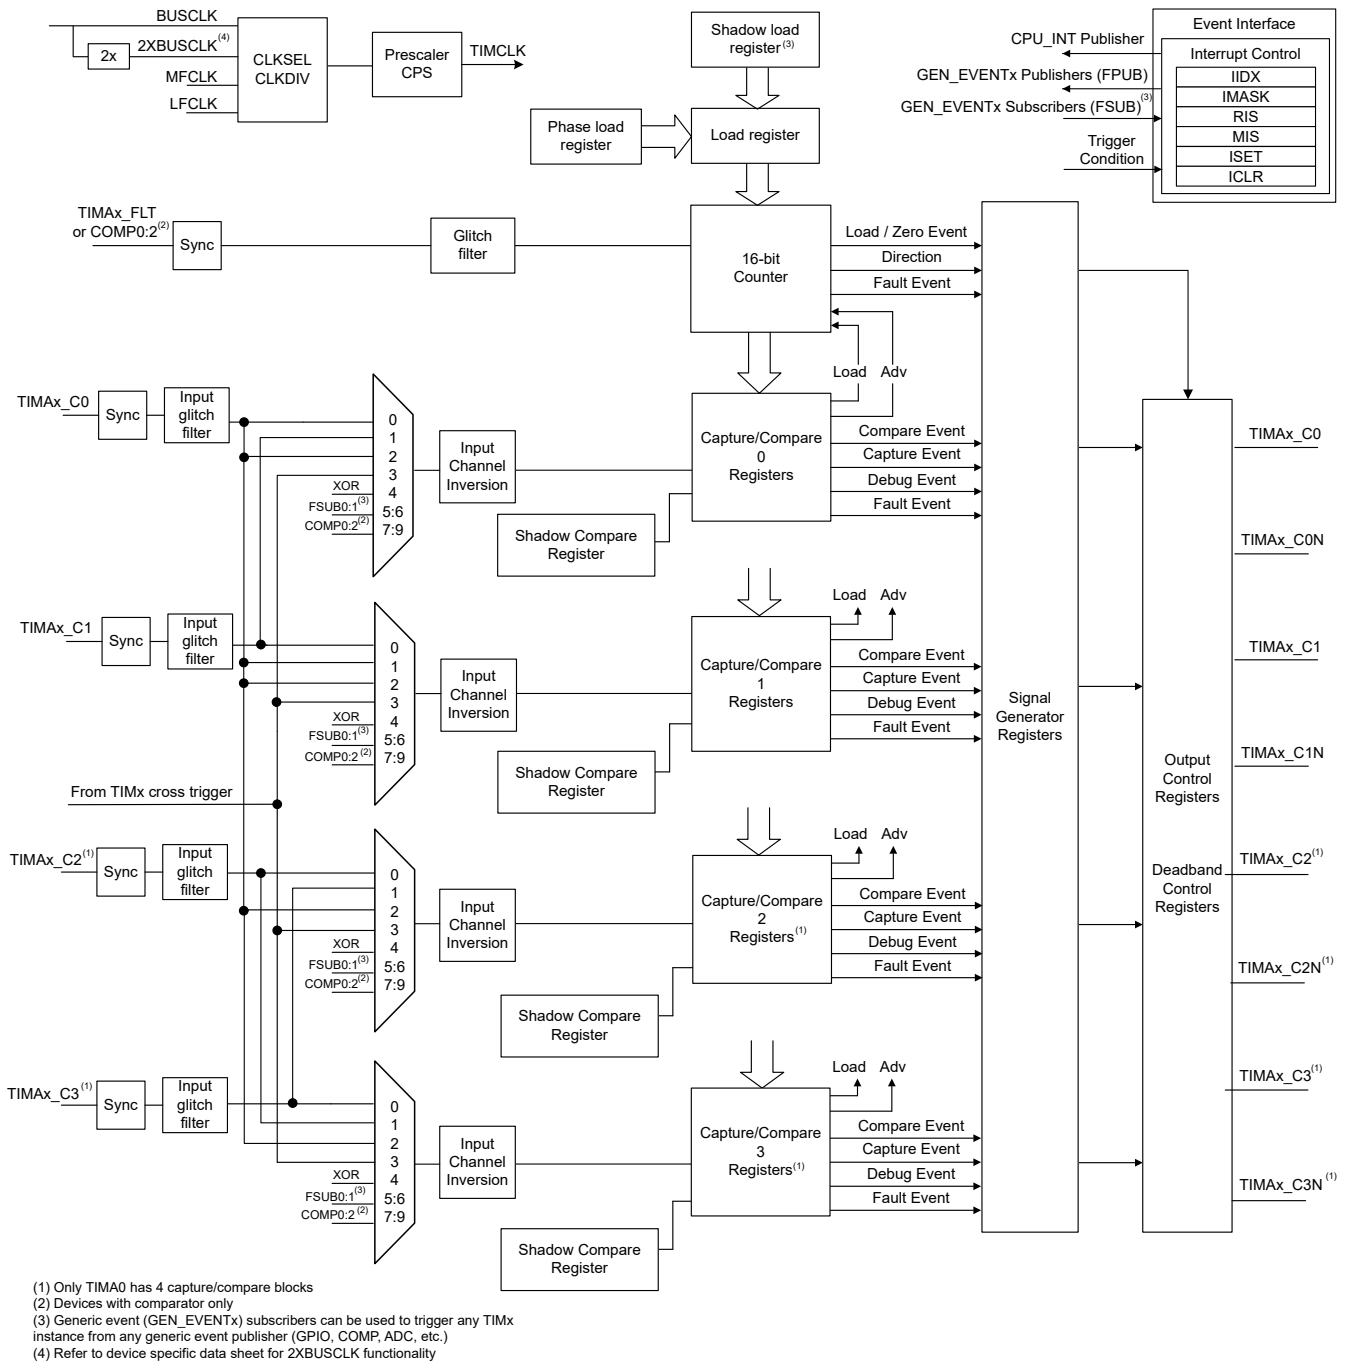 BUSCLK
2x
2XBUSCLK(4)
MFCLK
LFCLK
CLKSEL
CLKDIV
Prescaler
CPS
TIMCLK
Shadow load
register(3)
Phase load
register
Load register
Event Interface
Interrupt Control
IIDX
IMASK
RIS
MIS
ISET
ICLR
CPU_INT Publisher
GEN_EVENTx Publishers (FPUB)
GEN_EVENTx Subscribers (FSUB)(3)
Trigger
Condition
TIMAx_FLT
or COMP0:2(2)
Sync
Glitch
filter
16-bit
Counter
Load / Zero Event
Direction
Fault Event
Load
Adv
TIMAx_C0
Sync
Input
glitch
filter
0
1
2
3
XOR
4
FSUB0:1(3)
5:6
COMP0:2(2)
7:9
Input
Channel
Inversion
Capture/Compare
0
Registers
Shadow Compare
Register
Compare Event
Capture Event
Debug Event
Fault Event
TIMAx_C1
Sync
Input
glitch
filter
0
1
2
3
XOR
4
FSUB0:1(3)
5:6
COMP0:2(2)
7:9
Input
Channel
Inversion
Load
Adv
Capture/Compare
1
Registers
Shadow Compare
Register
Compare Event
Capture Event
Debug Event
Fault Event
From TIMx cross trigger
TIMAx_C2(1)
Sync
Input
glitch
filter
0
1
2
3
XOR
4
FSUB0:1(3)
5:6
COMP0:2(2)
7:9
Input
Channel
Inversion
Load
Adv
Capture/Compare
2
Registers(1)
Shadow Compare
Register
Compare Event
Capture Event
Debug Event
Fault Event
TIMAx_C3(1)
Sync
Input
glitch
filter
0
1
2
3
XOR
4
FSUB0:1(3)
5:6
COMP0:2(2)
7:9
Input
Channel
Inversion
Load
Adv
Capture/Compare
3
Registers(1)
Shadow Compare
Register
Compare Event
Capture Event
Debug Event
Fault Event
Signal
Generator
Registers
Output
Control
Registers
Deadband
Control
Registers
TIMAx_C0
TIMAx_C0N
TIMAx_C1
TIMAx_C1N
TIMAx_C2(1)
TIMAx_C2N(1)
TIMAx_C3(1)
TIMAx_C3N(1)
(1) Only TIMA0 has 4 capture/compare blocks
(2) Devices with comparator only
(3) Generic event (GEN_EVENTx) subscribers can be used to trigger any TIMx
instance from any generic event publisher (GPIO, COMP, ADC, etc.)
(4) Refer to device specific data sheet for 2XBUSCLK functionality